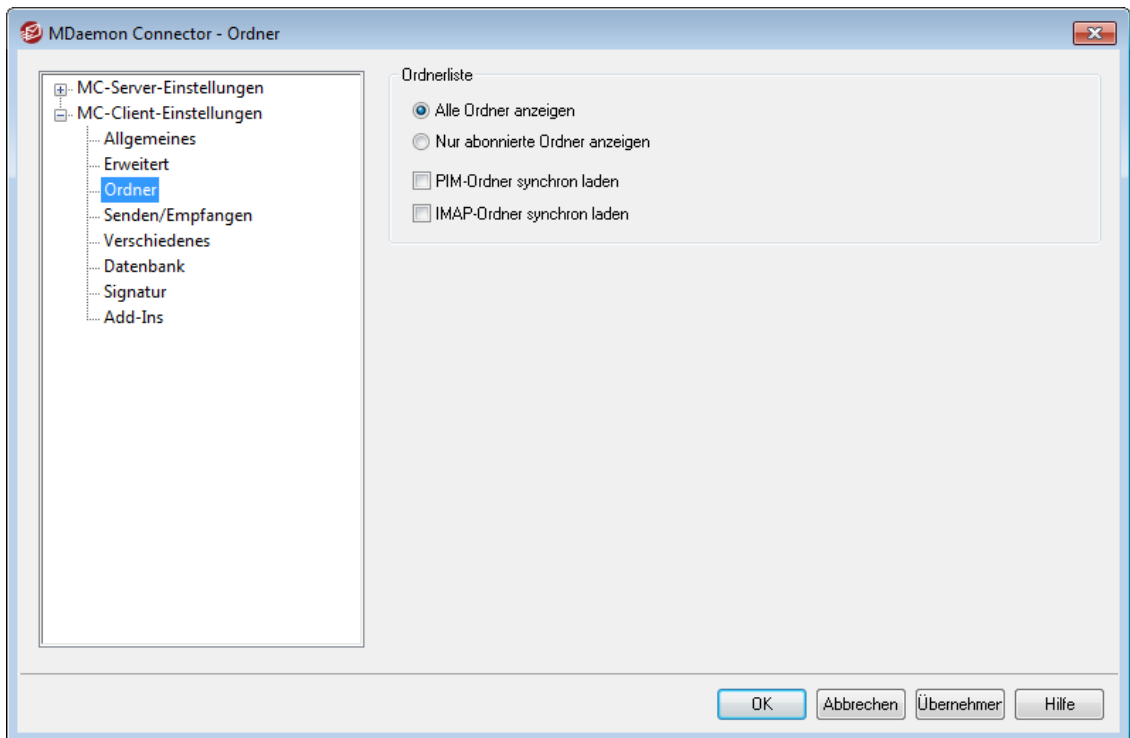 MDaemon Connector - Ordner
MC-Server-Einstellungen
MC-Client-Einstellungen
Allgemeines
Erweitert
Ordner
Senden/Empfangen
Verschiedenes
Datenbank
Signatur
Add-Ins
Ordnerliste
Alle Ordner anzeigen
Nur abonnierte Ordner anzeigen
PIM-Ordner synchron laden
IMAP-Ordner synchron laden
OK
Abbrechen
Übernehmer
Hilfe